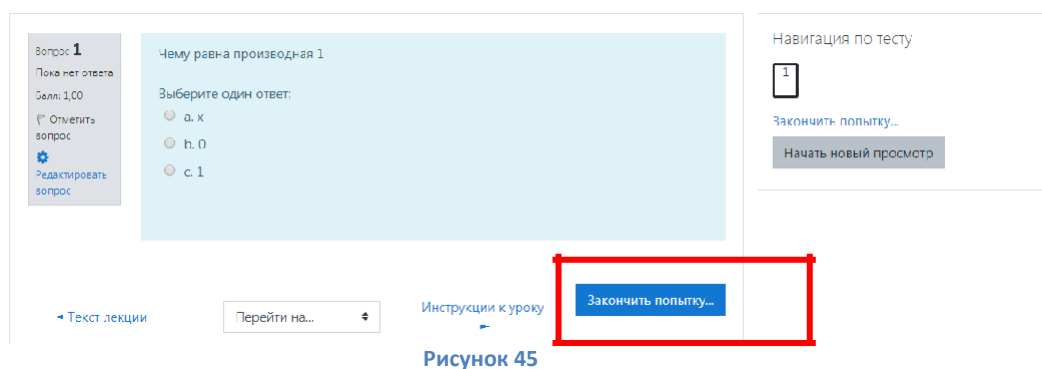 Вопрос 1
Пока нет ответа
Балл: 1,00
Отметить
вопрос
Редактировать
вопрос
Чему равна производная 1
Выберите один ответ:
a. x
b. 0
c. 1
Навигация по тесту
1
Закончить попытку...
Начать новый просмотр
◄ Текст лекции
Перейти на...
Инструкции к уроку
►
Закончить попытку...
Рисунок 45